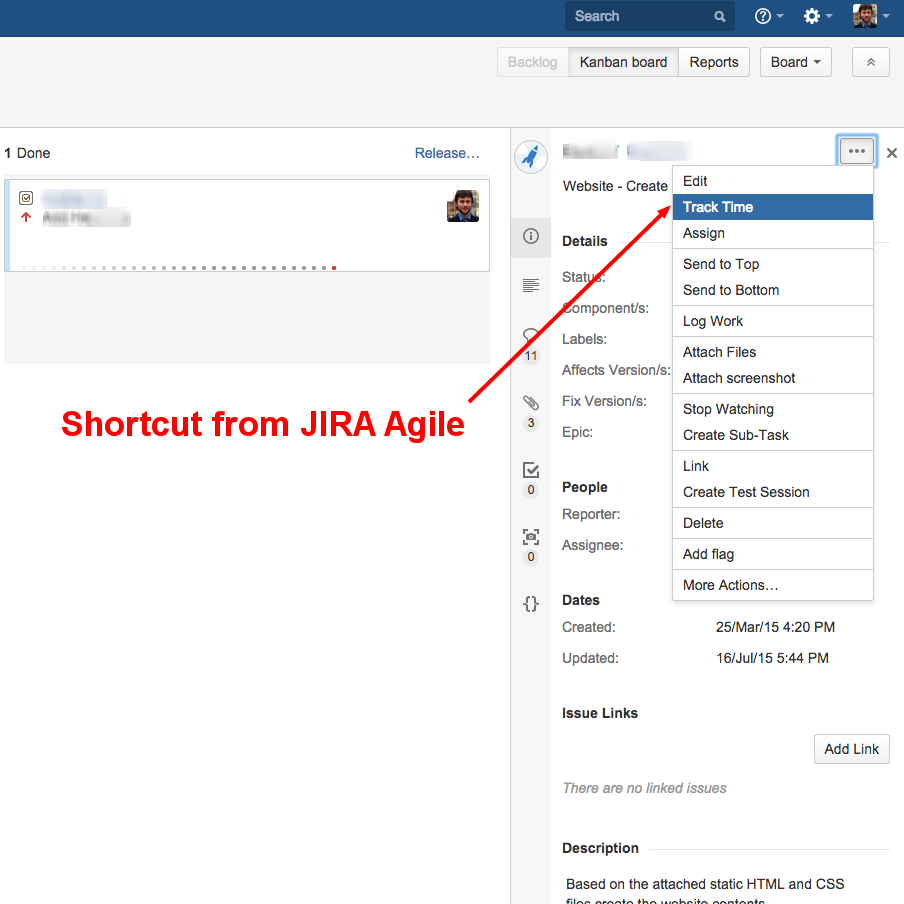 Search
Backlog Kanban board Reports Board
1 Done Release…
Website - Create
Edit
Track Time
Assign
Send to Top
Send to Bottom
Log Work
Attach Files
Attach screenshot
Stop Watching
Create Sub-Task
Link
Create Test Session
Delete
Add flag
More Actions…
Shortcut from JIRA Agile
11
3
0
0
Details
Status:
Component/s:
Labels:
Affects Version/s:
Fix Version/s:
Epic:
People
Reporter:
Assignee:
Dates
Created: 25/Mar/15 4:20 PM
Updated: 16/Jul/15 5:44 PM
Issue Links
Add Link
There are no linked issues
Description
Based on the attached static HTML and CSS
files create the website contents